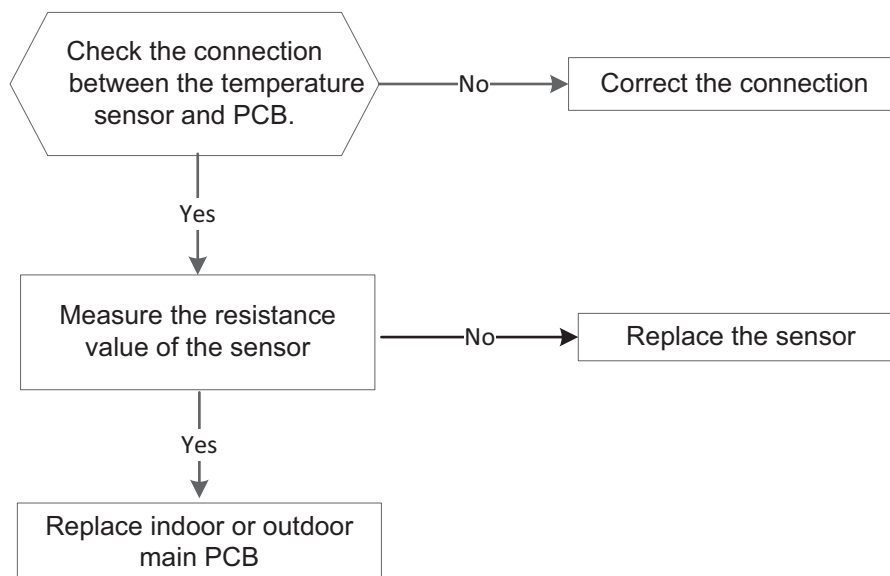 Check the connection
between the temperature
sensor and PCB.
No
Correct the connection
Yes
Measure the resistance
value of the sensor
No
Replace the sensor
Yes
Replace indoor or outdoor
main PCB